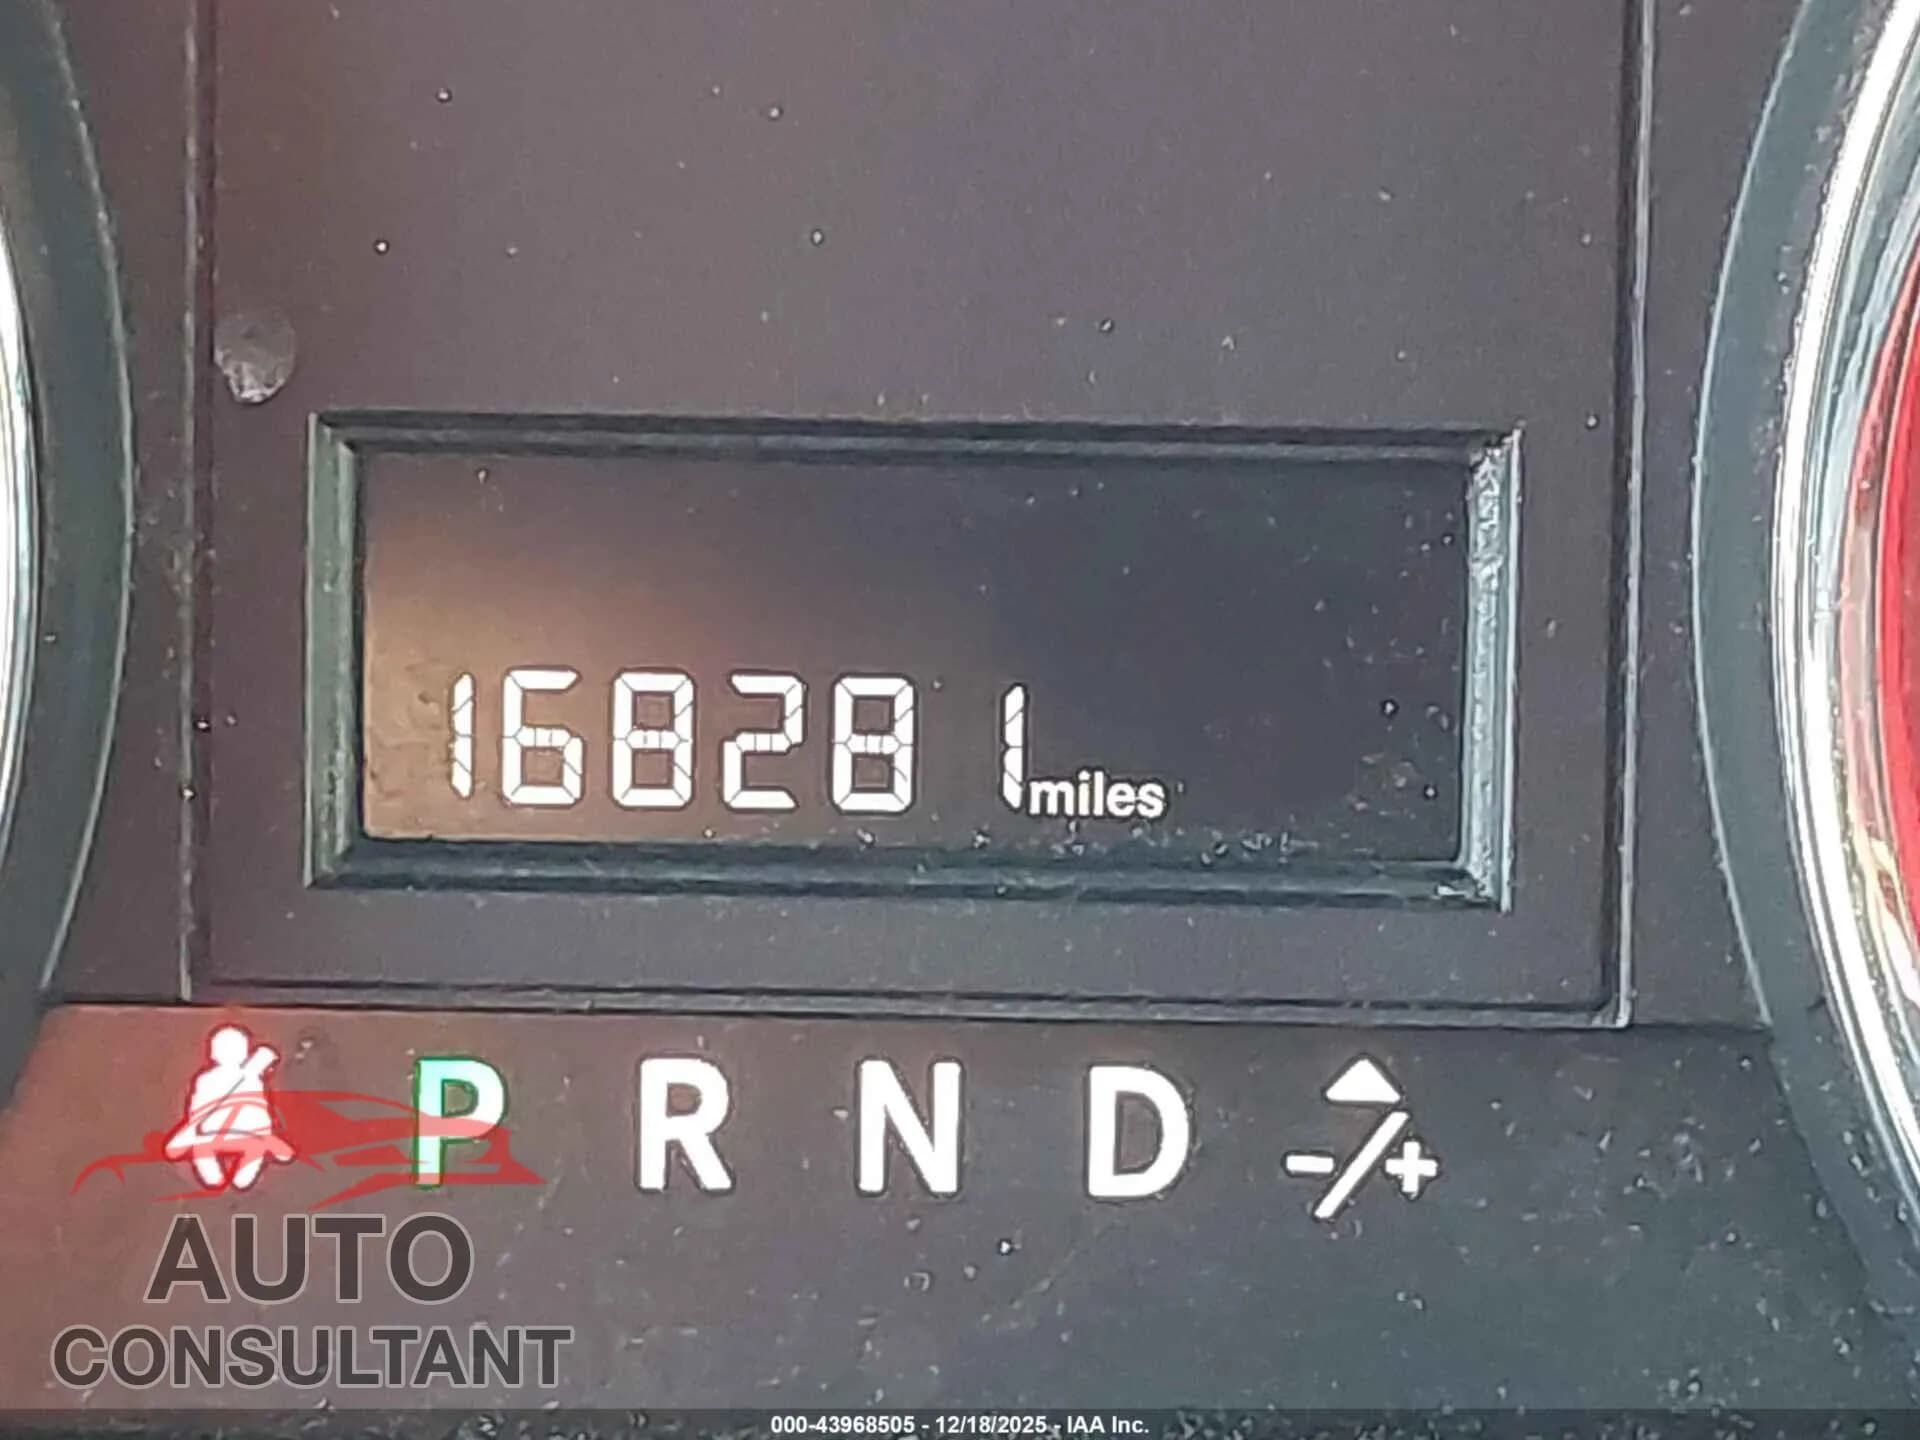 168281 miles
P R N D -/+
AUTO
CONSULTANT
000-43968505 - 12/18/2025 - IAA Inc.